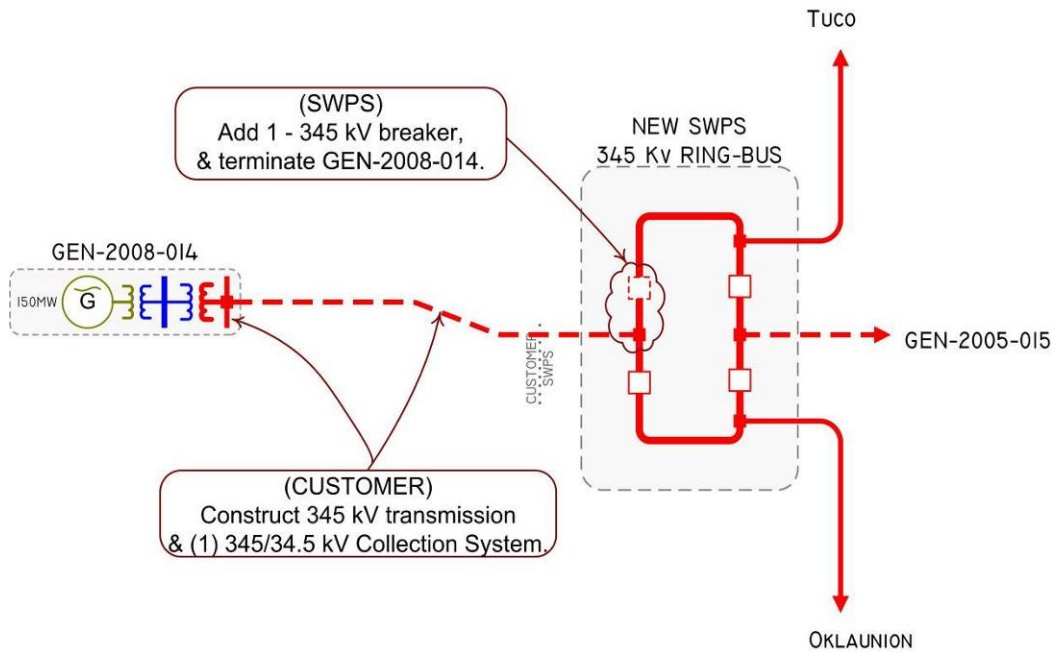 TUCO
(SWPS)
Add 1 - 345 kV breaker,
& terminate GEN-2008-014.
NEW SWPS
345 Kv RING-BUS
GEN-2008-014
150MW
G
CUSTOMER
SWPS
GEN-2005-015
(CUSTOMER)
Construct 345 kV transmission
& (1) 345/34.5 kV Collection System.
OKLAUNION